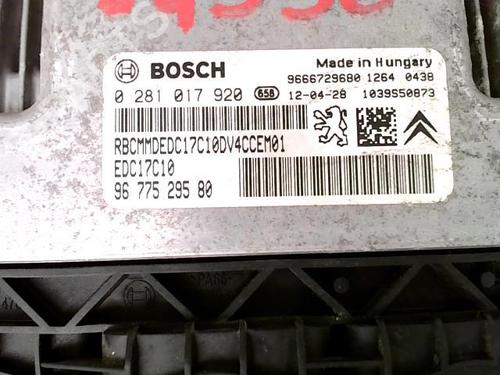 BOSCH
Made in Hungary
9666729680 1264 0438
0 281 017 920 658 12-04-28 1039S50873
RBCMMDEDC17C10DV4CCEM01
EDC17C10
96 775 295 80